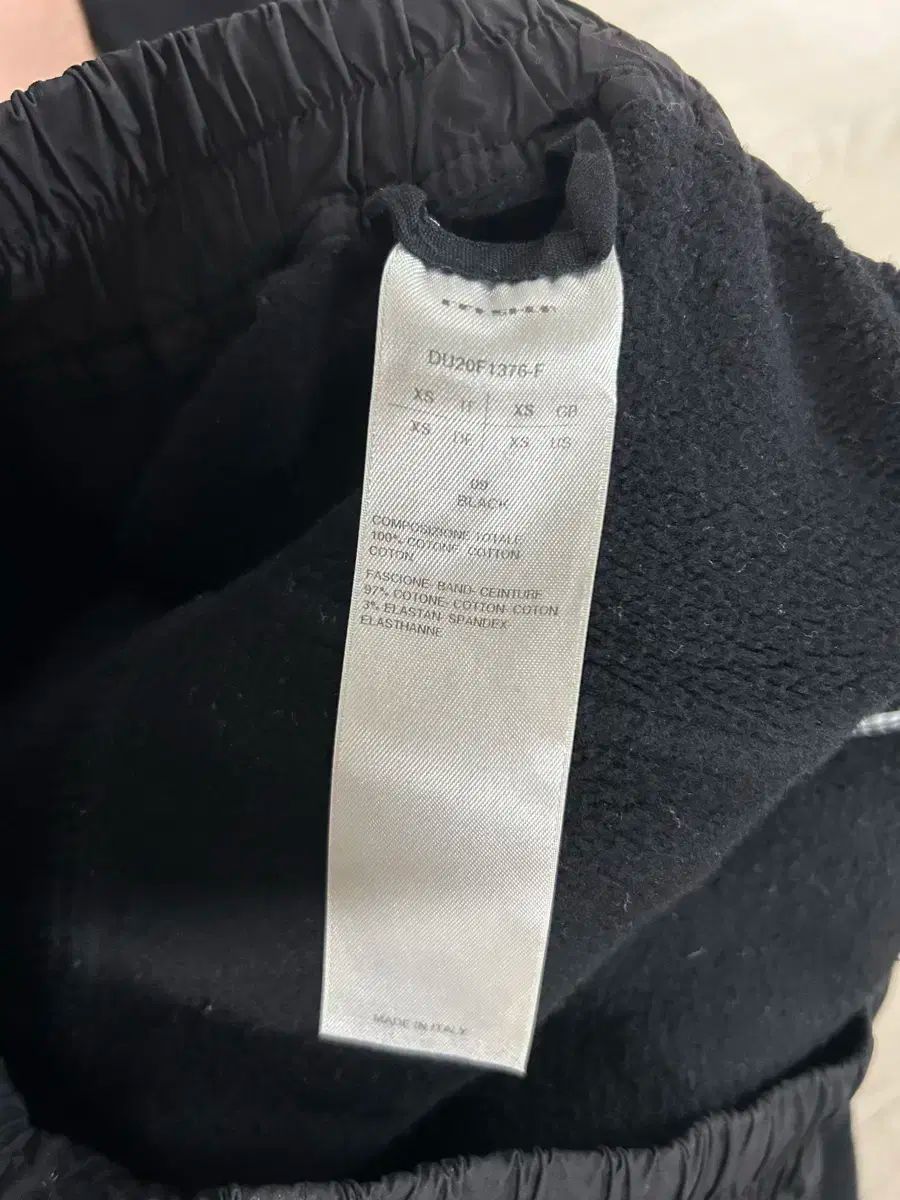 DU20F1376-F
XS IT XS GB
XS DE XS US
09
BLACK
COMPOSIZIONE TOTALE
100% COTONE- COTTON
COTON
FASCIONE- BAND- CEINTURE
97% COTONE- COTTON- COTON
3% ELASTAN- SPANDEX
ELASTHANNE
MADE IN ITALY